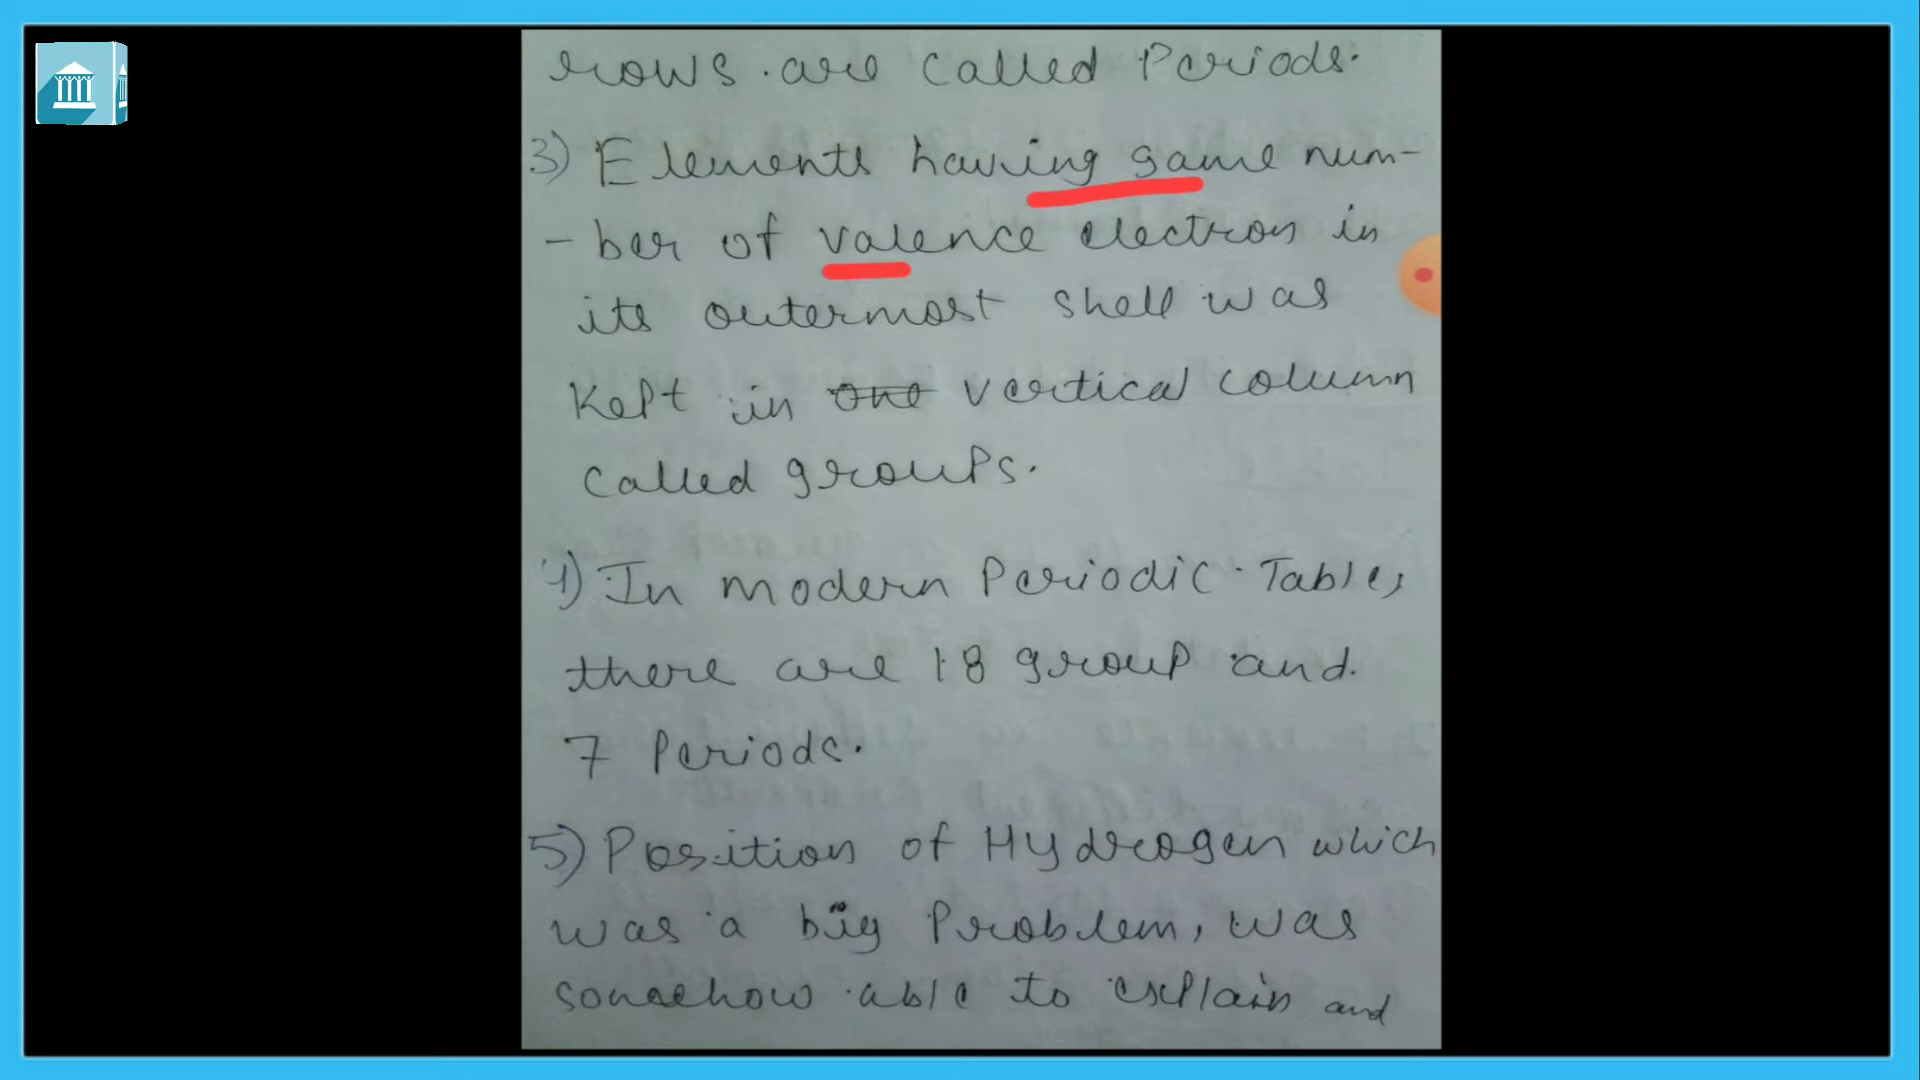 rows are called Periods.
3) Elements having same num-
- ber of valence electron in
its outermost shell was
Kept in one vertical column
called groups.
4) In modern Periodic Table,
there are 18 group and
7 Periods.
5) Position of Hydrogen which
was a big Problem, was
somehow able to explain and